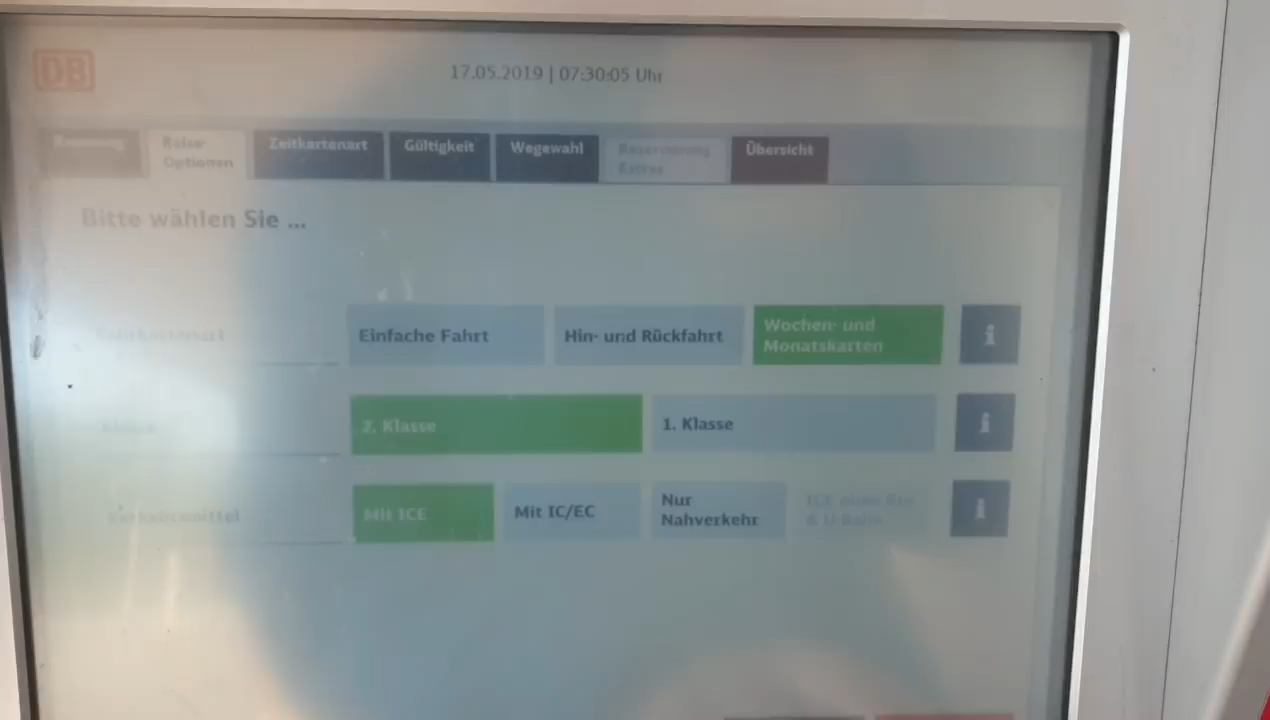 DB
17.05.2019 | 07:30:05 Uhr
Reise-
Optionen
Zeitkartenart
Gültigkeit
Wegewahl
Reservierung
Extras
Übersicht
Bitte wählen Sie ...
Fahrkartenart
Einfache Fahrt
Hin- und Rückfahrt
Wochen- und
Monatskarten
i
Klasse
2. Klasse
1. Klasse
i
Verkehrsmittel
Mit ICE
Mit IC/EC
Nur
Nahverkehr
i